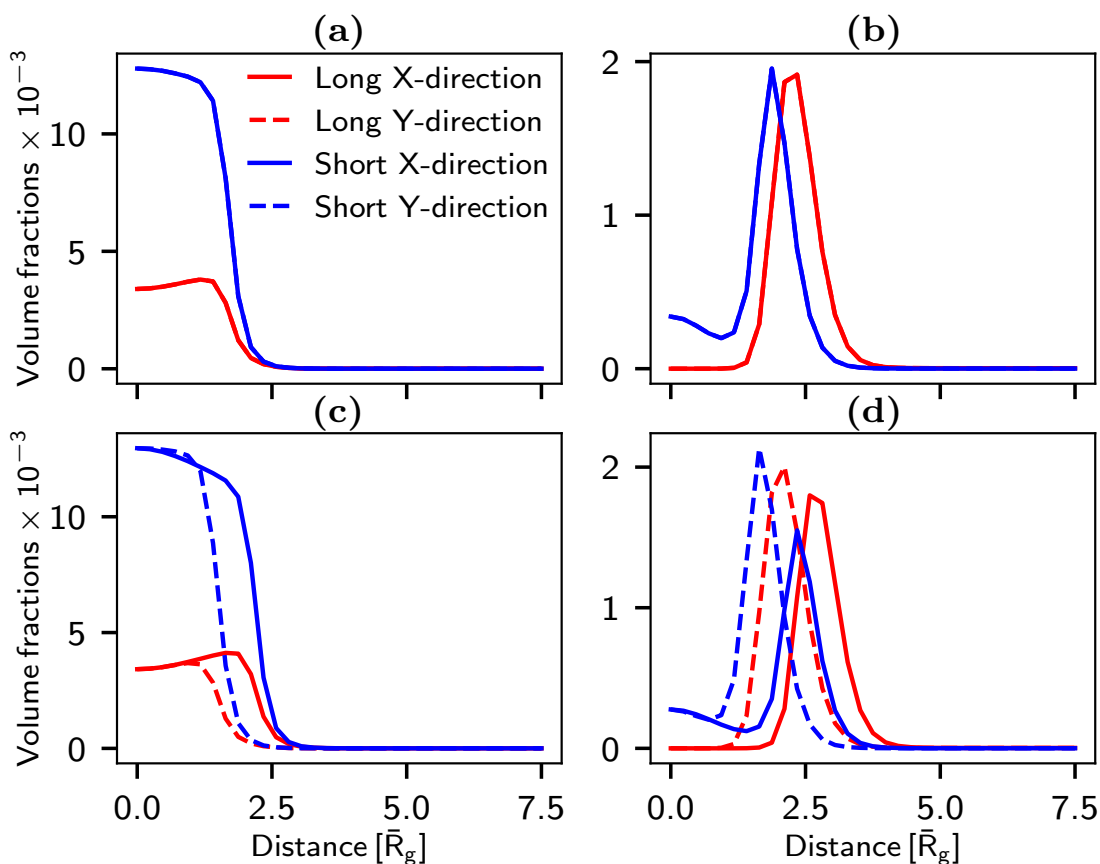 (a)
(b)
Volume fractions × 10⁻³
10
5
0
Long X-direction
Long Y-direction
Short X-direction
Short Y-direction
2
1
0
(c)
(d)
Volume fractions × 10⁻³
10
5
0
2
1
0
0.0 2.5 5.0 7.5
0.0 2.5 5.0 7.5
Distance [R̄g]
Distance [R̄g]